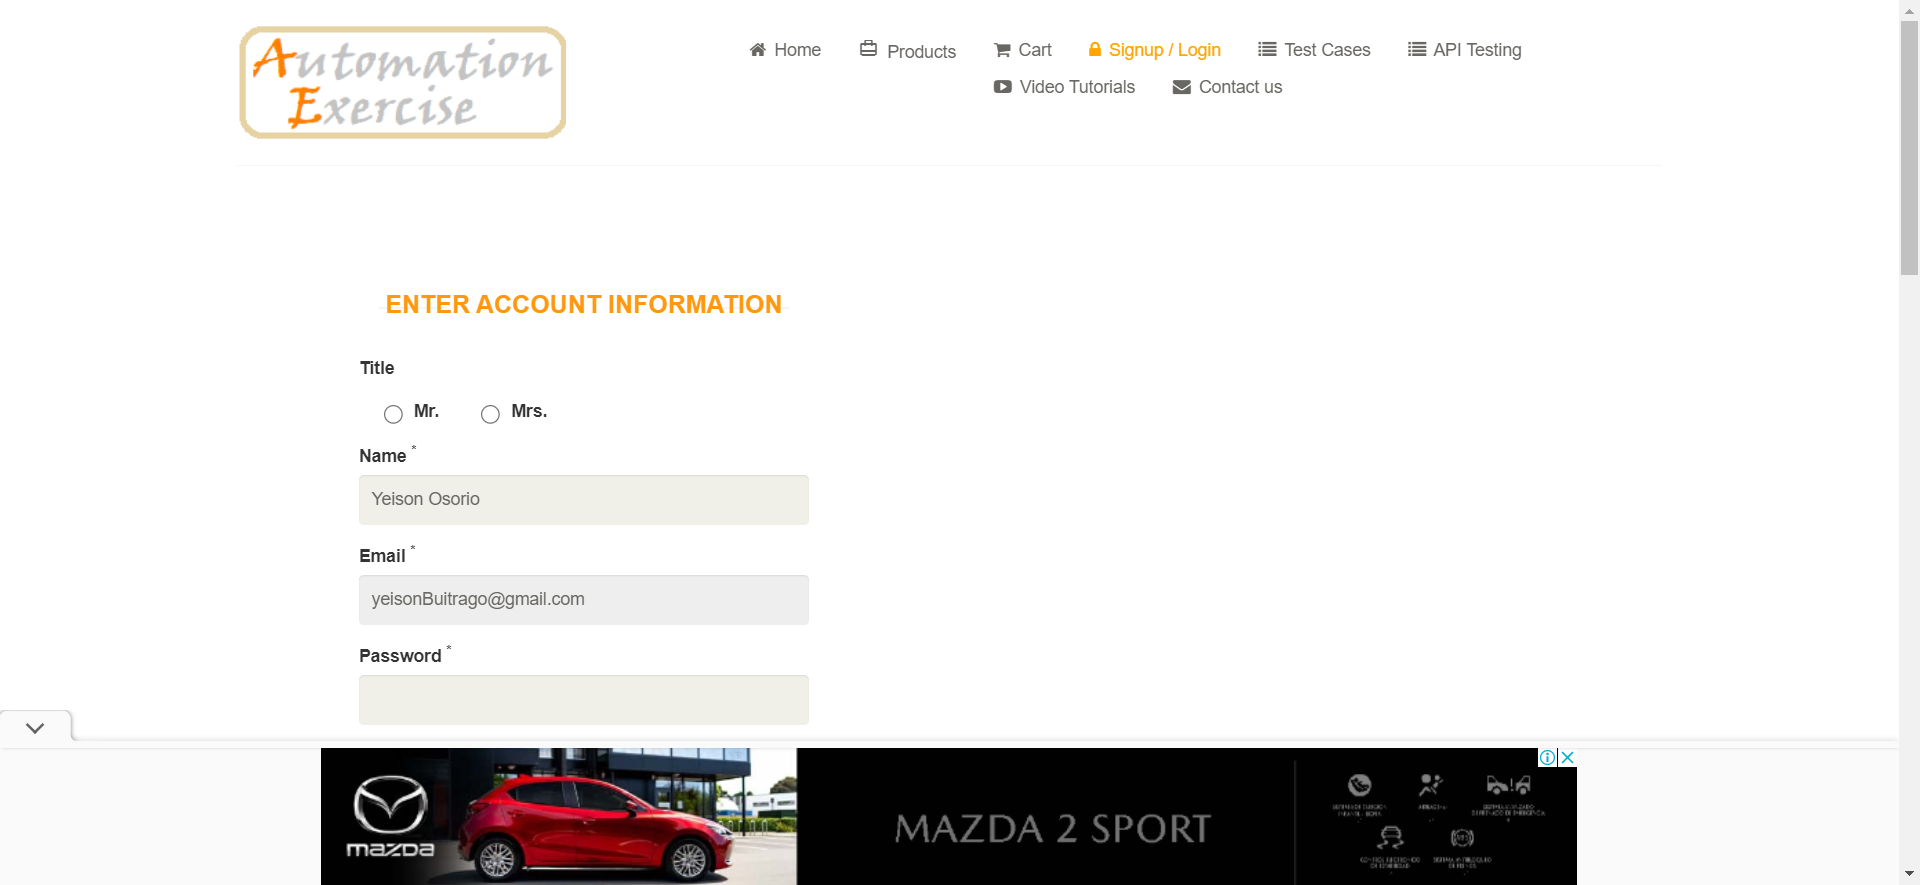 Automation
Exercise
Home
Products
Cart
Signup / Login
Test Cases
API Testing
Video Tutorials
Contact us
ENTER ACCOUNT INFORMATION
Title
Mr.
Mrs.
Name *
Yeison Osorio
Email *
yeisonBuitrago@gmail.com
Password *
mazda
MAZDA 2 SPORT